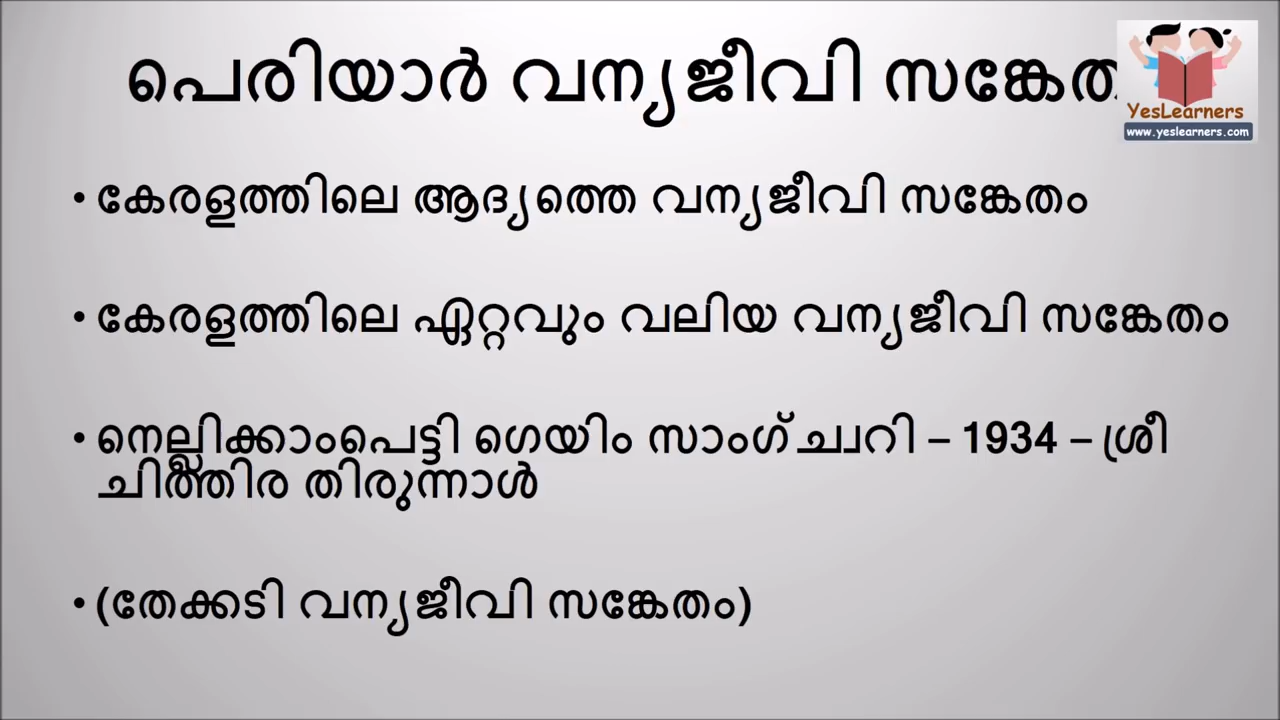 പെരിയാർ വന്യജീവി സങ്കേത
YesLearners
www.yeslearners.com
• കേരളത്തിലെ ആദ്യത്തെ വന്യജീവി സങ്കേതം
• കേരളത്തിലെ ഏറ്റവും വലിയ വന്യജീവി സങ്കേതം
• നെല്ലിക്കാംപെട്ടി ഗെയിം സാംഗ്ച്വറി – 1934 – ശ്രീ
ചിത്തിര തിരുന്നാൾ
• (തേക്കടി വന്യജീവി സങ്കേതം)